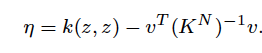 η = k(z, z) − v^T (K^N)^{−1} v.